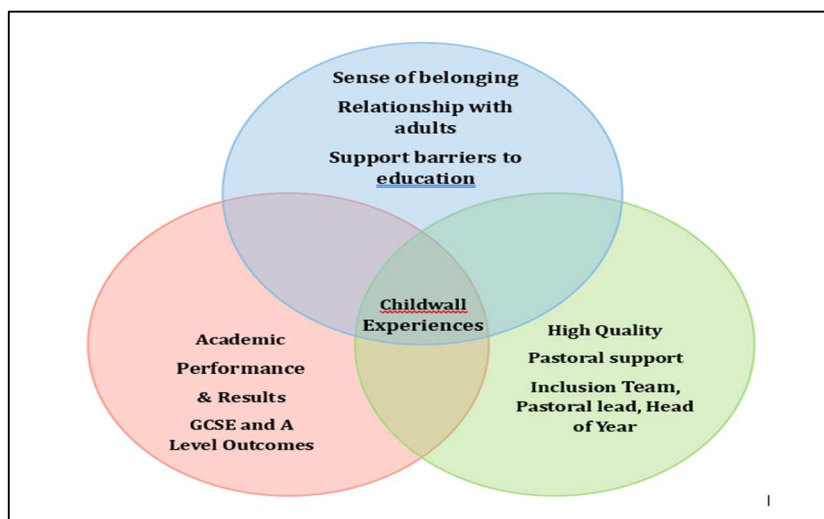 Sense of belonging
Relationship with
adults
Support barriers to
education
Childwall
Experiences
Academic
Performance
& Results
GCSE and A
Level Outcomes
High Quality
Pastoral support
Inclusion Team,
Pastoral lead, Head
of Year